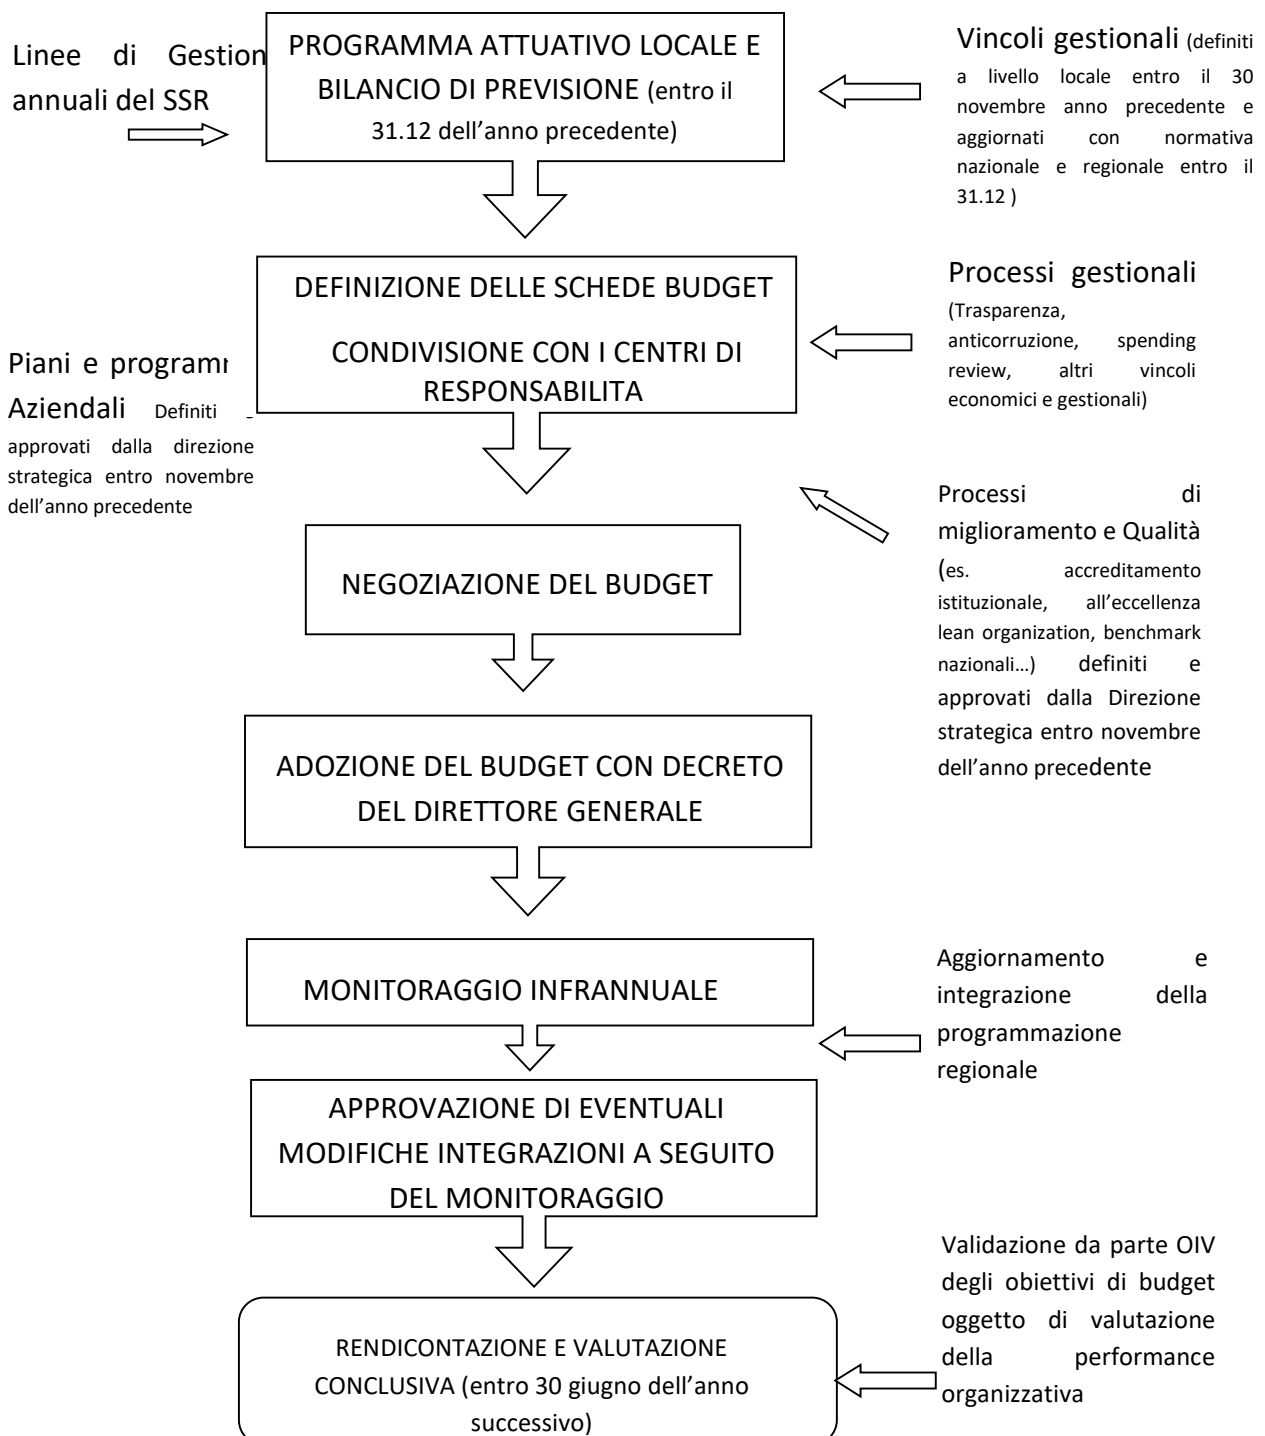 Linee di Gestion
annuali del SSR
PROGRAMMA ATTUATIVO LOCALE E
BILANCIO DI PREVISIONE (entro il
31.12 dell’anno precedente)
Vincoli gestionali (definiti
a livello locale entro il 30
novembre anno precedente e
aggiornati con normativa
nazionale e regionale entro il
31.12 )
DEFINIZIONE DELLE SCHEDE BUDGET
CONDIVISIONE CON I CENTRI DI
RESPONSABILITA
Processi gestionali
(Trasparenza,
anticorruzione, spending
review, altri vincoli
economici e gestionali)
Piani e programm
Aziendali Definiti
approvati dalla direzione
strategica entro novembre
dell’anno precedente
Processi di
miglioramento e Qualità
(es. accreditamento
istituzionale, all’eccellenza
lean organization, benchmark
nazionali…) definiti e
approvati dalla Direzione
strategica entro novembre
dell’anno precedente
NEGOZIAZIONE DEL BUDGET
ADOZIONE DEL BUDGET CON DECRETO
DEL DIRETTORE GENERALE
MONITORAGGIO INFRANNUALE
Aggiornamento e
integrazione della
programmazione
regionale
APPROVAZIONE DI EVENTUALI
MODIFICHE INTEGRAZIONI A SEGUITO
DEL MONITORAGGIO
Validazione da parte OIV
degli obiettivi di budget
oggetto di valutazione
della performance
organizzativa
RENDICONTAZIONE E VALUTAZIONE
CONCLUSIVA (entro 30 giugno dell’anno
successivo)